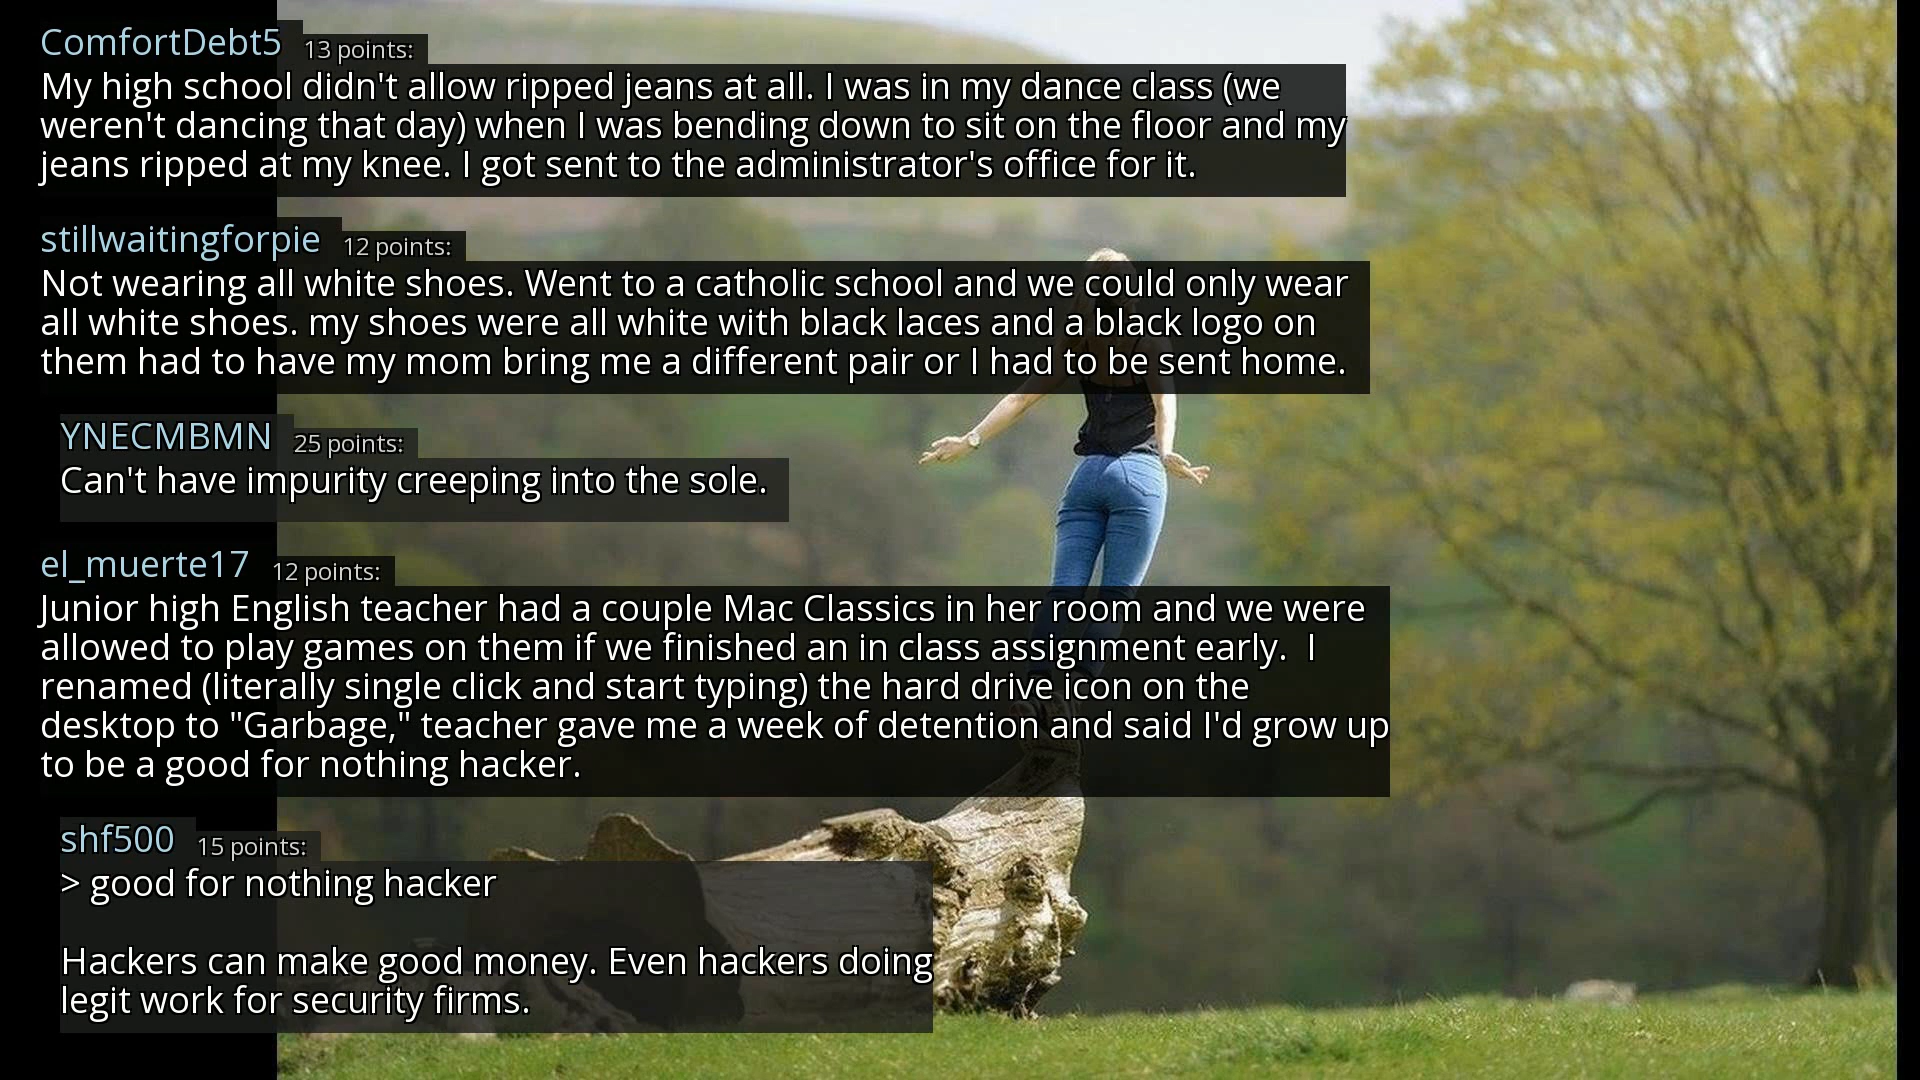 ComfortDebt5 13 points:
My high school didn't allow ripped jeans at all. I was in my dance class (we
weren't dancing that day) when I was bending down to sit on the floor and my
jeans ripped at my knee. I got sent to the administrator's office for it.
stillwaitingforpie 12 points:
Not wearing all white shoes. Went to a catholic school and we could only wear
all white shoes. my shoes were all white with black laces and a black logo on
them had to have my mom bring me a different pair or I had to be sent home.
YNECMBMN 25 points:
Can't have impurity creeping into the sole.
el_muerte17 12 points:
Junior high English teacher had a couple Mac Classics in her room and we were
allowed to play games on them if we finished an in class assignment early.  I
renamed (literally single click and start typing) the hard drive icon on the
desktop to "Garbage," teacher gave me a week of detention and said I'd grow up
to be a good for nothing hacker.
shf500 15 points:
> good for nothing hacker
Hackers can make good money. Even hackers doing
legit work for security firms.